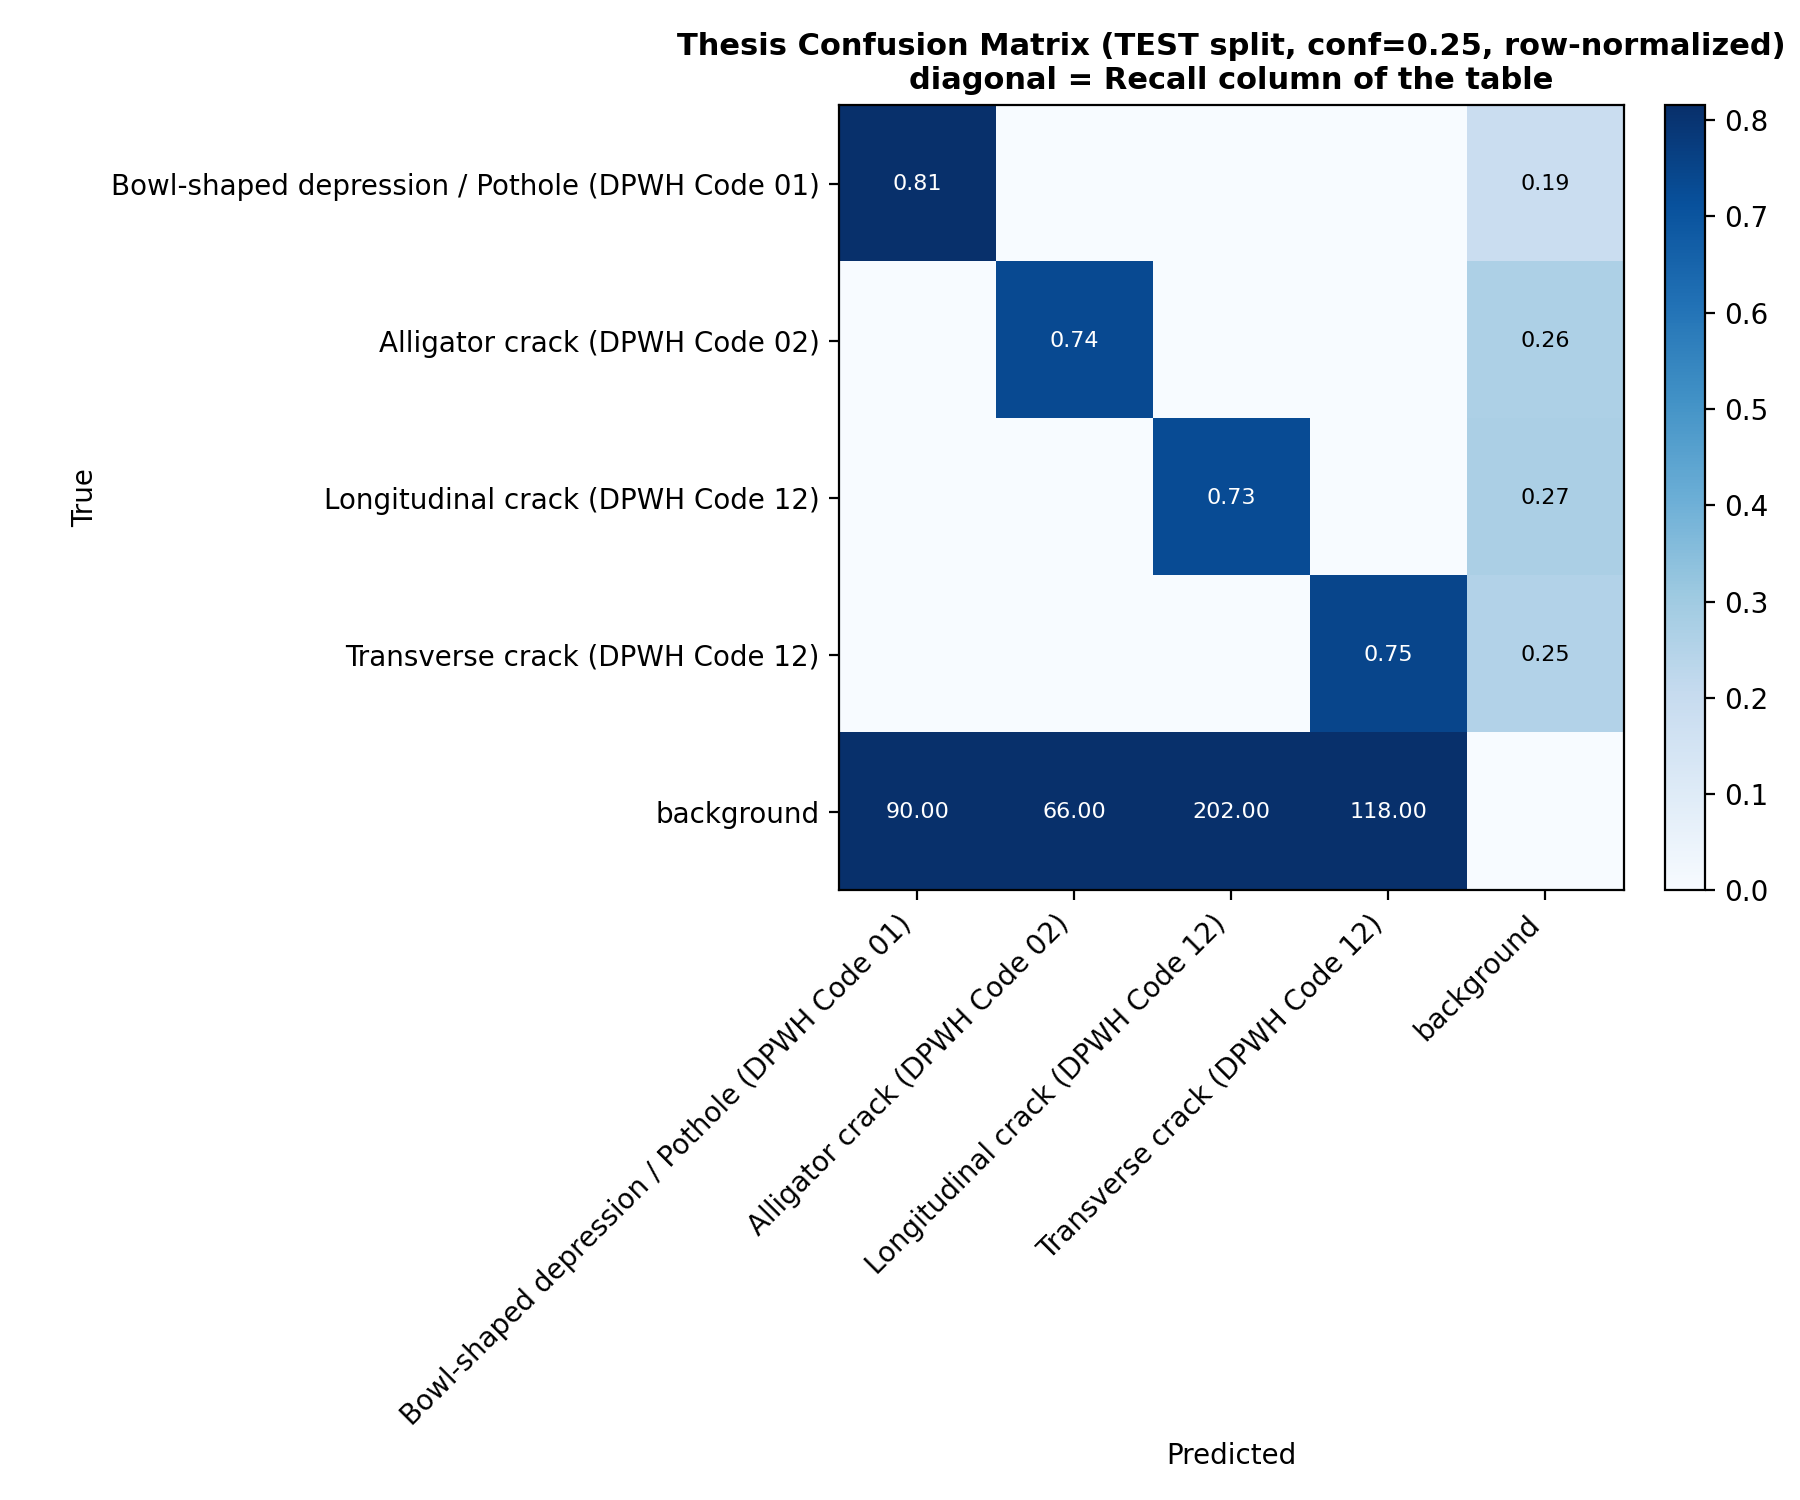 Thesis Confusion Matrix (TEST split, conf=0.25, row-normalized)
diagonal = Recall column of the table
True
Bowl-shaped depression / Pothole (DPWH Code 01)
0.81
0.19
Alligator crack (DPWH Code 02)
0.74
0.26
Longitudinal crack (DPWH Code 12)
0.73
0.27
Transverse crack (DPWH Code 12)
0.75
0.25
background
90.00
66.00
202.00
118.00
0.8
0.7
0.6
0.5
0.4
0.3
0.2
0.1
0.0
Bowl-shaped depression / Pothole (DPWH Code 01)
Alligator crack (DPWH Code 02)
Longitudinal crack (DPWH Code 12)
Transverse crack (DPWH Code 12)
background
Predicted